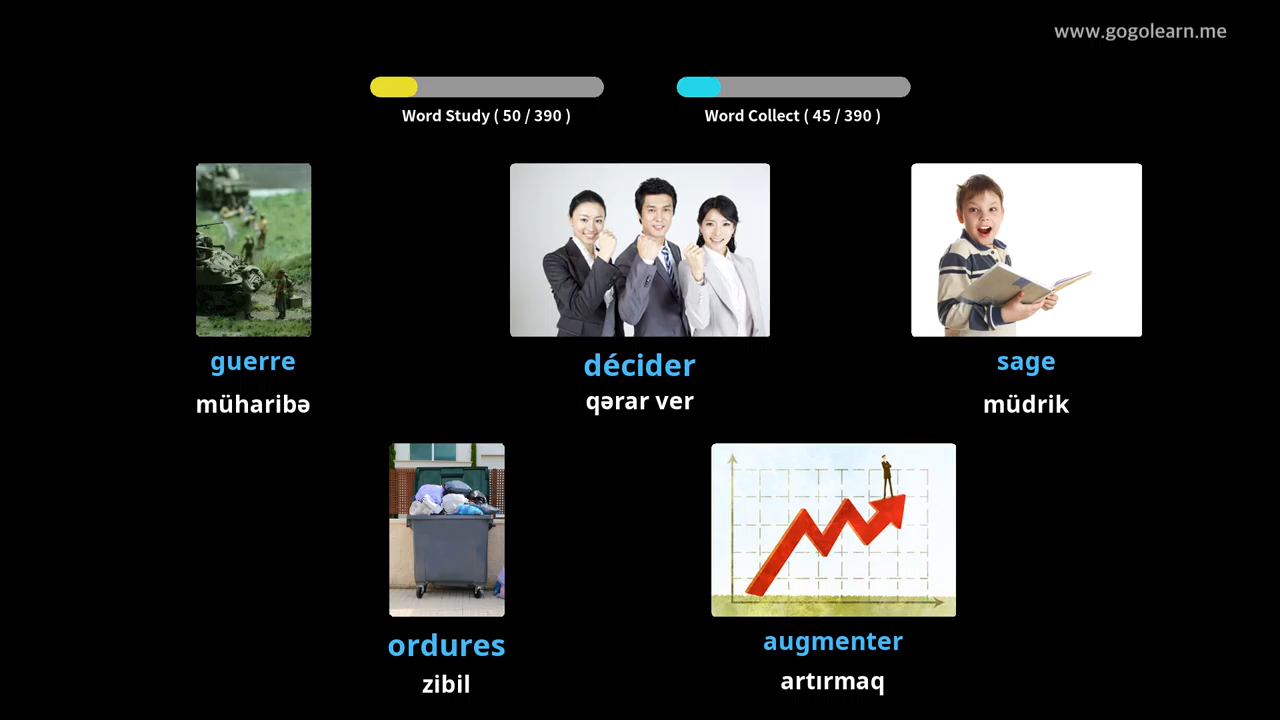 www.gogolearn.me
Word Study ( 50 / 390 )
Word Collect ( 45 / 390 )
guerre
müharibə
décider
qərar ver
sage
müdrik
ordures
zibil
augmenter
artırmaq